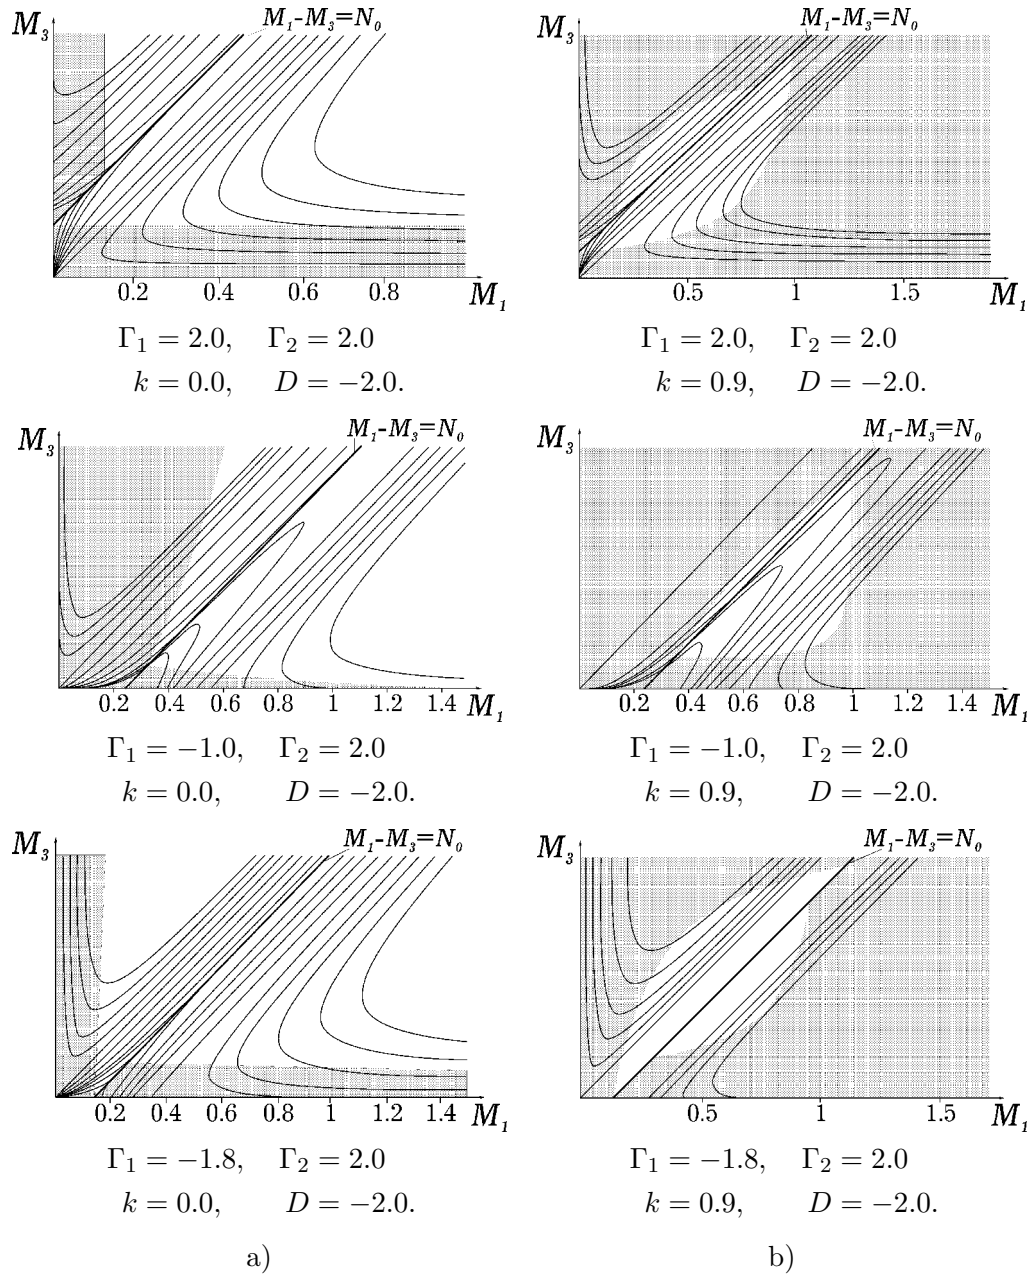 M₃ M₁-M₃=N₀
0.2 0.4 0.6 0.8 M₁
Γ₁ = 2.0, Γ₂ = 2.0
k = 0.0, D = −2.0.
M₃ M₁-M₃=N₀
0.5 1 1.5 M₁
Γ₁ = 2.0, Γ₂ = 2.0
k = 0.9, D = −2.0.
M₃ M₁-M₃=N₀
0.2 0.4 0.6 0.8 1 1.2 1.4 M₁
Γ₁ = −1.0, Γ₂ = 2.0
k = 0.0, D = −2.0.
M₃ M₁-M₃=N₀
0.2 0.4 0.6 0.8 1 1.2 1.4 M₁
Γ₁ = −1.0, Γ₂ = 2.0
k = 0.9, D = −2.0.
M₃ M₁-M₃=N₀
0.2 0.4 0.6 0.8 1 1.2 1.4 M₁
Γ₁ = −1.8, Γ₂ = 2.0
k = 0.0, D = −2.0.
M₃ M₁-M₃=N₀
0.5 1 1.5 M₁
Γ₁ = −1.8, Γ₂ = 2.0
k = 0.9, D = −2.0.
a)
b)